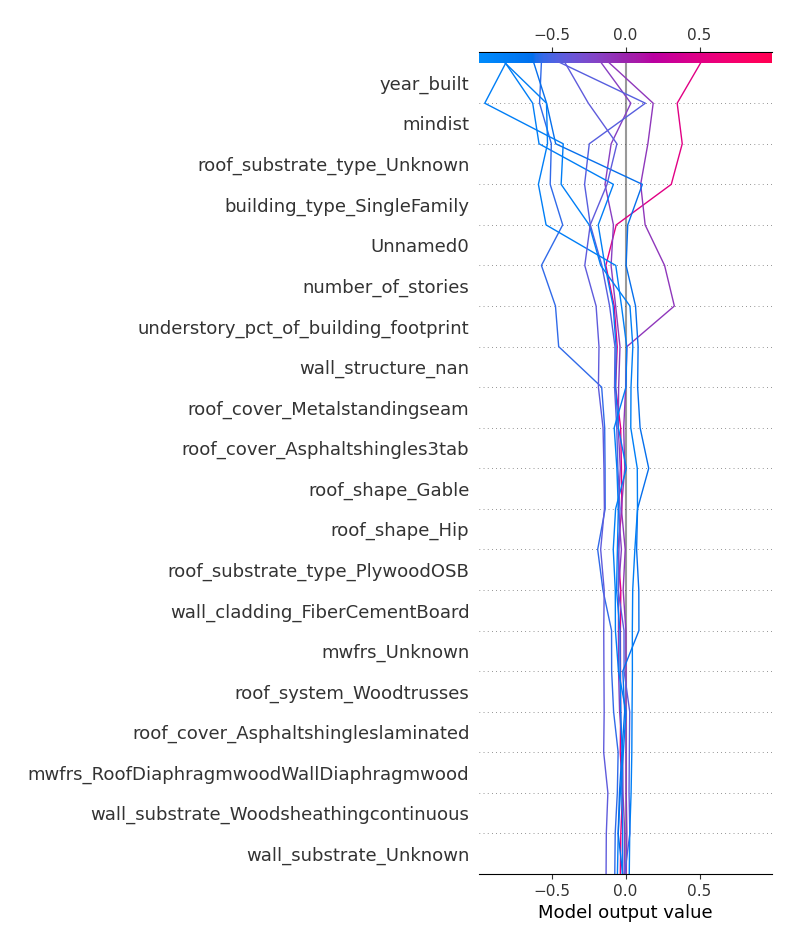 −0.5 0.0 0.5
year_built
mindist
roof_substrate_type_Unknown
building_type_SingleFamily
Unnamed0
number_of_stories
understory_pct_of_building_footprint
wall_structure_nan
roof_cover_Metalstandingseam
roof_cover_Asphaltshingles3tab
roof_shape_Gable
roof_shape_Hip
roof_substrate_type_PlywoodOSB
wall_cladding_FiberCementBoard
mwfrs_Unknown
roof_system_Woodtrusses
roof_cover_Asphaltshingleslaminated
mwfrs_RoofDiaphragmwoodWallDiaphragmwood
wall_substrate_Woodsheathingcontinuous
wall_substrate_Unknown
−0.5 0.0 0.5
Model output value